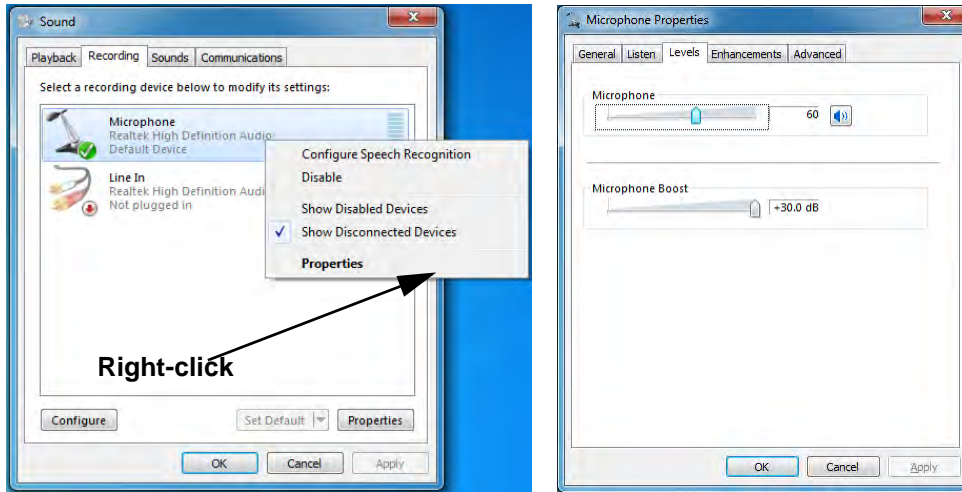 Sound
Playback Recording Sounds Communications
Select a recording device below to modify its settings:
Microphone
Realtek High Definition Audio
Default Device
Line In
Realtek High Definition Audi
Not plugged in
Configure Speech Recognition
Disable
Show Disabled Devices
Show Disconnected Devices
Properties
Right-click
Configure Set Default Properties
OK Cancel Apply
Microphone Properties
General Listen Levels Enhancements Advanced
Microphone
60
Microphone Boost
+30.0 dB
OK Cancel Apply